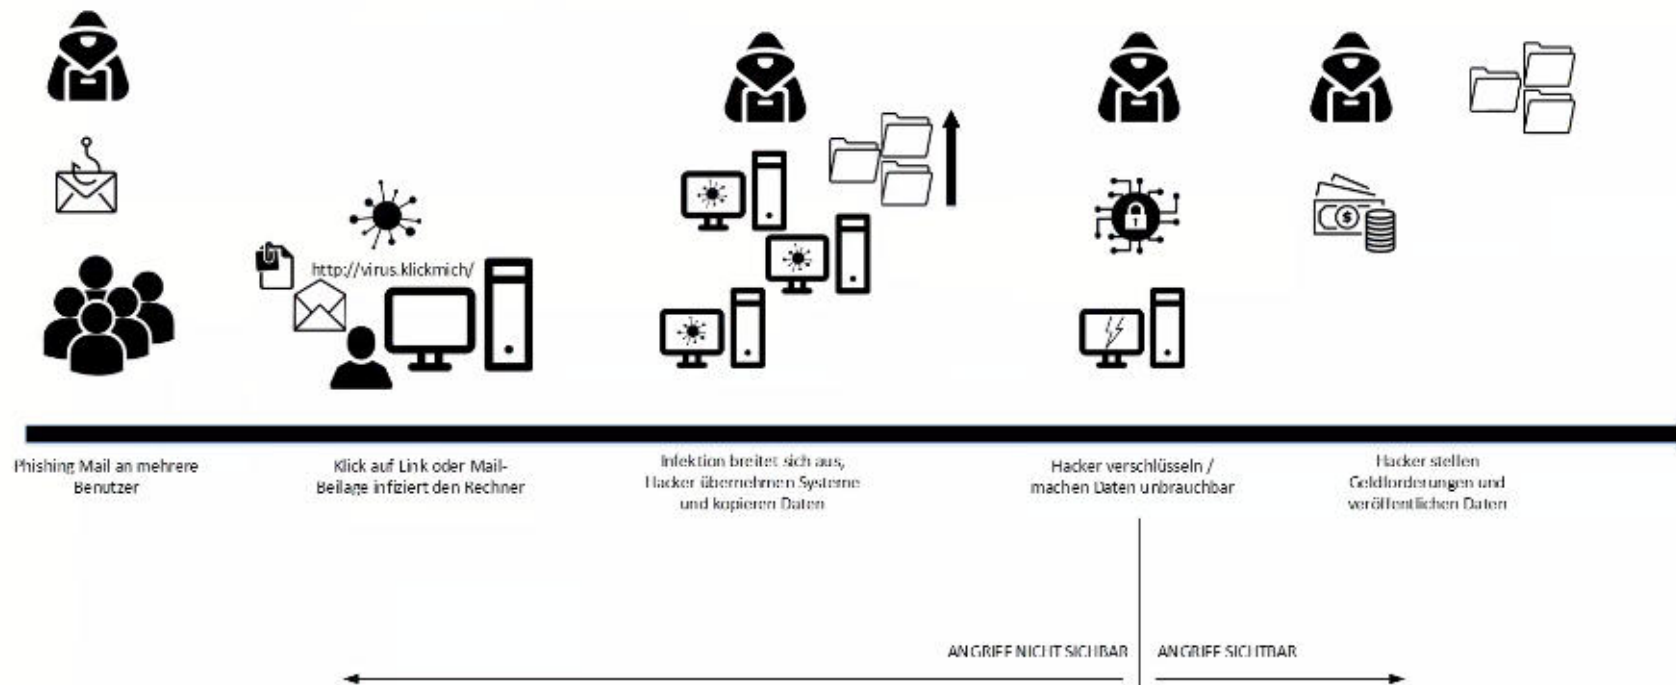 http://virus.klickmich/
Phishing Mail an mehrere
Benutzer
Klick auf Link oder Mail-
Beilage infiziert den Rechner
Infektion breitet sich aus,
Hacker übernehmen Systeme
und kopieren Daten
Hacker verschlüsseln /
machen Daten unbrauchbar
Hacker stellen
Geldforderungen und
veröffentlichen Daten
ANGRIFF NICHT SICHBAR
ANGRIFF SICHTBAR